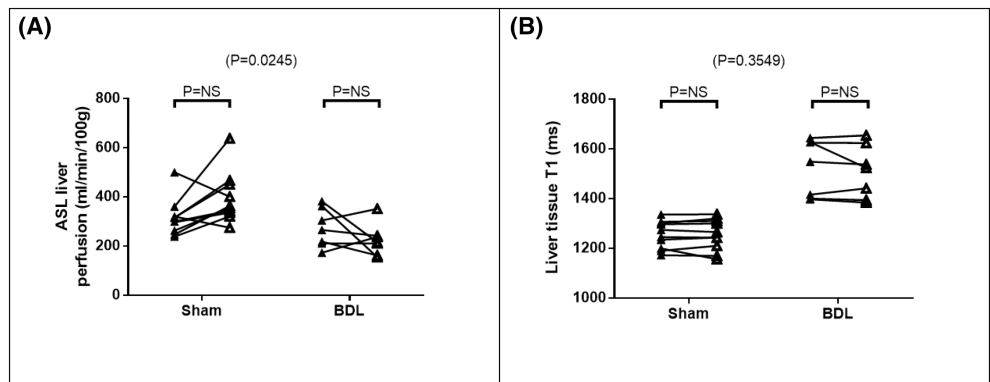 (A)
(P=0.0245)
P=NS
P=NS
800
600
400
200
0
ASL liver
perfusion (ml/min/100g)
Sham
BDL
(B)
(P=0.3549)
P=NS
P=NS
1800
1600
1400
1200
1000
Liver tissue T1 (ms)
Sham
BDL